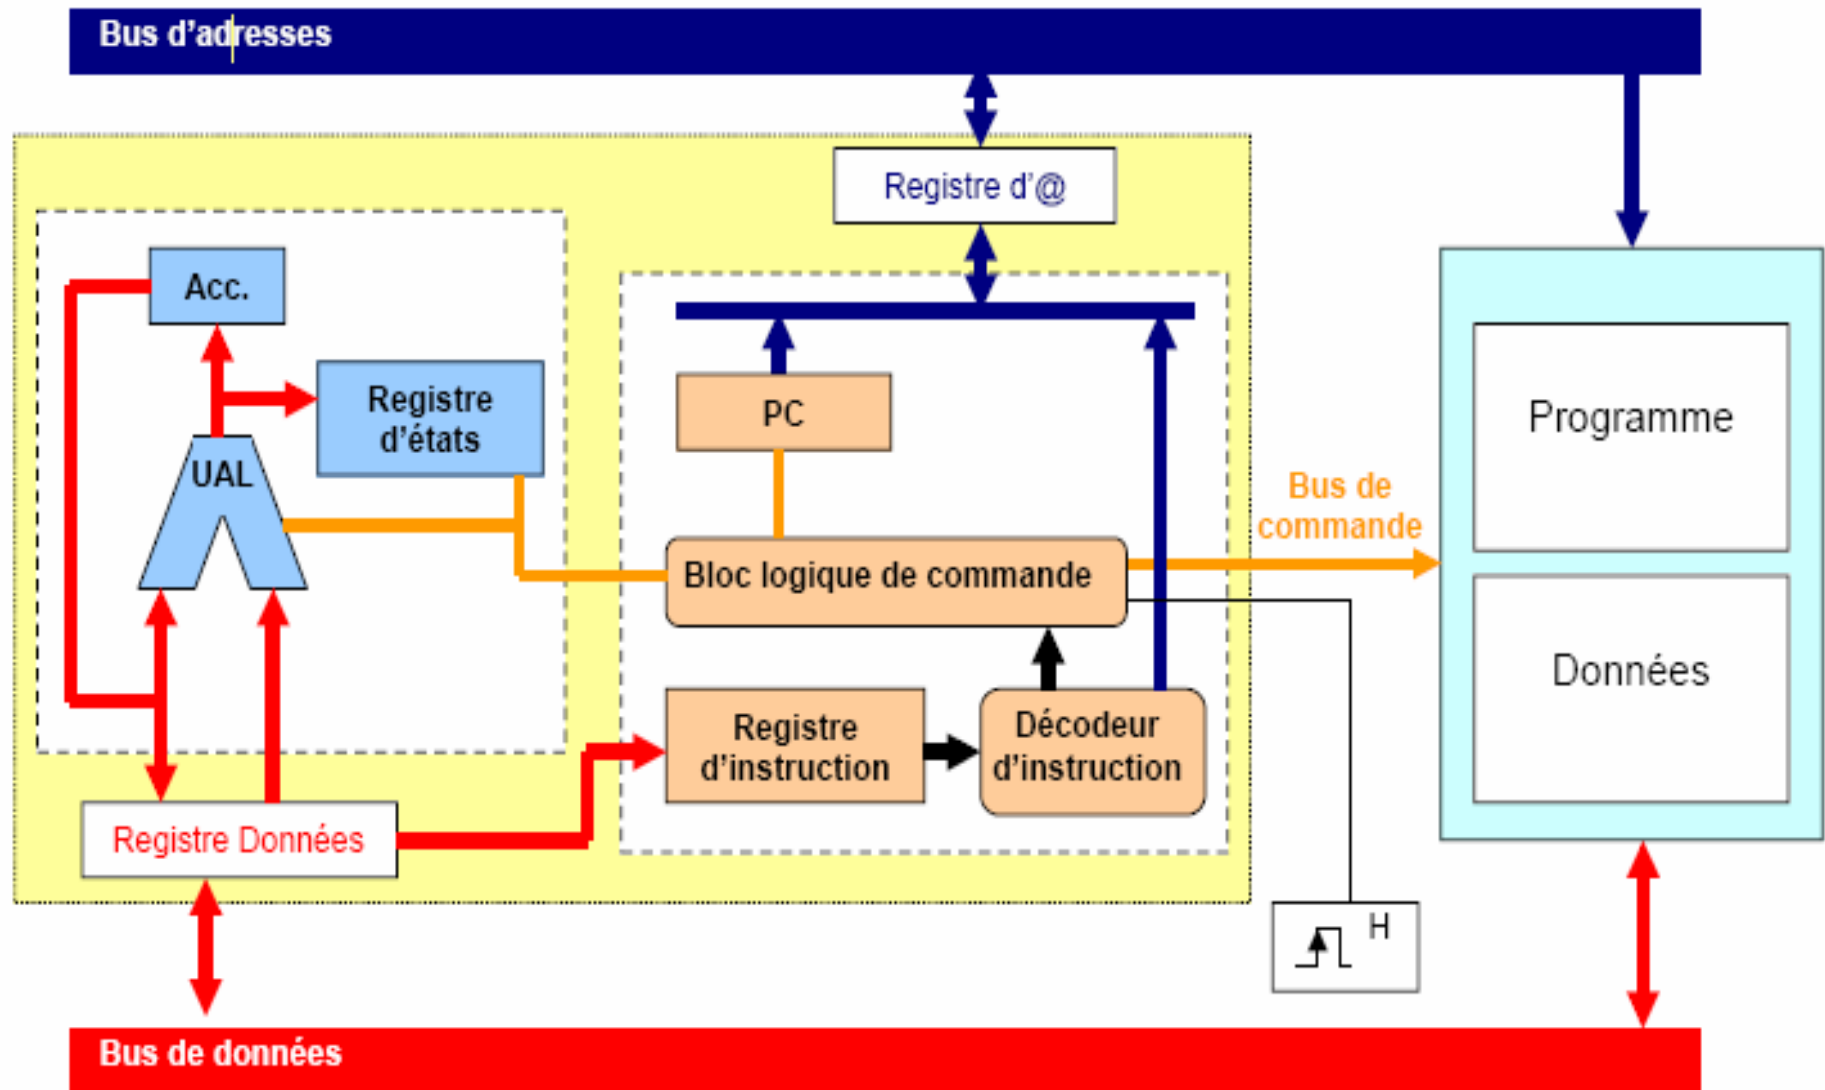 Bus d'adresses
Registre d'@
Acc.
Registre
d'états
UAL
PC
Bus de
commande
Bloc logique de commande
Registre
d'instruction
Décodeur
d'instruction
Programme
Données
Registre Données
H
Bus de données